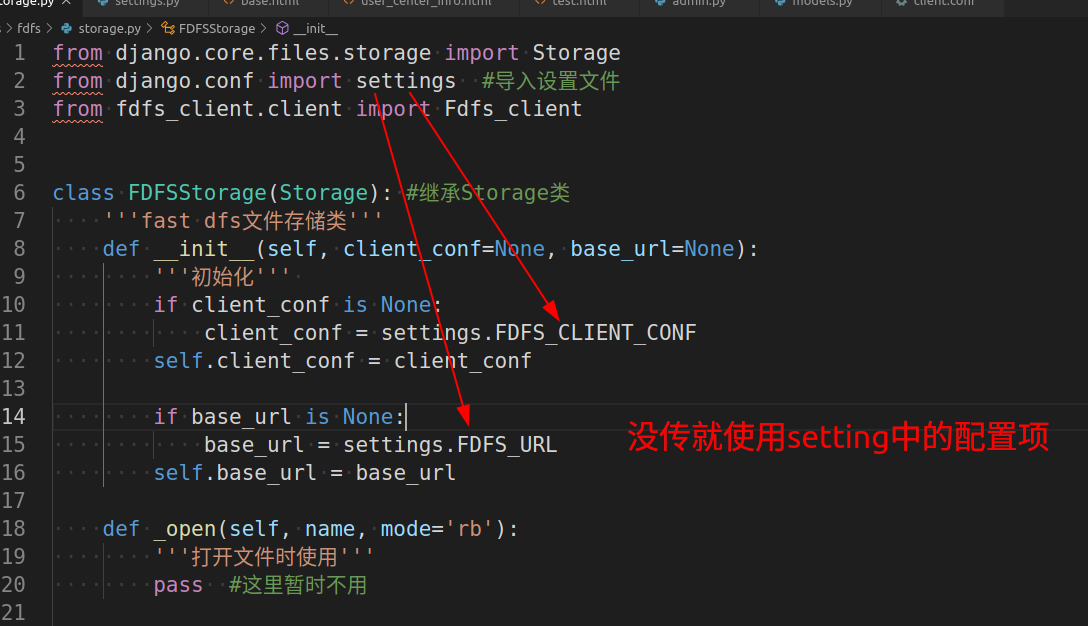 orage.py settings.py base.html user_center_info.html test.html admin.py models.py client.conf
fdfs > storage.py > FDFSStorage > __init__
1 from django.core.files.storage import Storage
2 from django.conf import settings #导入设置文件
3 from fdfs_client.client import Fdfs_client
4
5
6 class FDFSStorage(Storage): #继承Storage类
7 '''fast dfs文件存储类'''
8 def __init__(self, client_conf=None, base_url=None):
9 '''初始化'''
10 if client_conf is None:
11 client_conf = settings.FDFS_CLIENT_CONF
12 self.client_conf = client_conf
13
14 if base_url is None:
15 base_url = settings.FDFS_URL
没传就使用setting中的配置项
16 self.base_url = base_url
17
18 def _open(self, name, mode='rb'):
19 '''打开文件时使用'''
20 pass #这里暂时不用
21